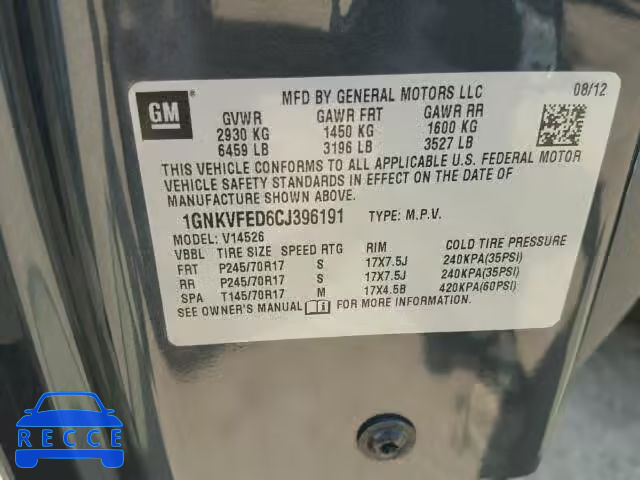 GM
MFD BY GENERAL MOTORS LLC 08/12
GVWR GAWR FRT GAWR RR
2930 KG 1450 KG 1600 KG
6459 LB 3196 LB 3527 LB
THIS VEHICLE CONFORMS TO ALL APPLICABLE U.S. FEDERAL MOTOR
VEHICLE SAFETY STANDARDS IN EFFECT ON THE DATE OF
MANUFACTURE SHOWN ABOVE.
1GNKVFED6CJ396191 TYPE: M.P.V.
MODEL: V14526
VBBL TIRE SIZE SPEED RTG RIM COLD TIRE PRESSURE
FRT P245/70R17 S 17X7.5J 240KPA(35PSI)
RR P245/70R17 S 17X7.5J 240KPA(35PSI)
SPA T145/70R17 M 17X4.5B 420KPA(60PSI)
SEE OWNER'S MANUAL FOR MORE INFORMATION.
RECCE